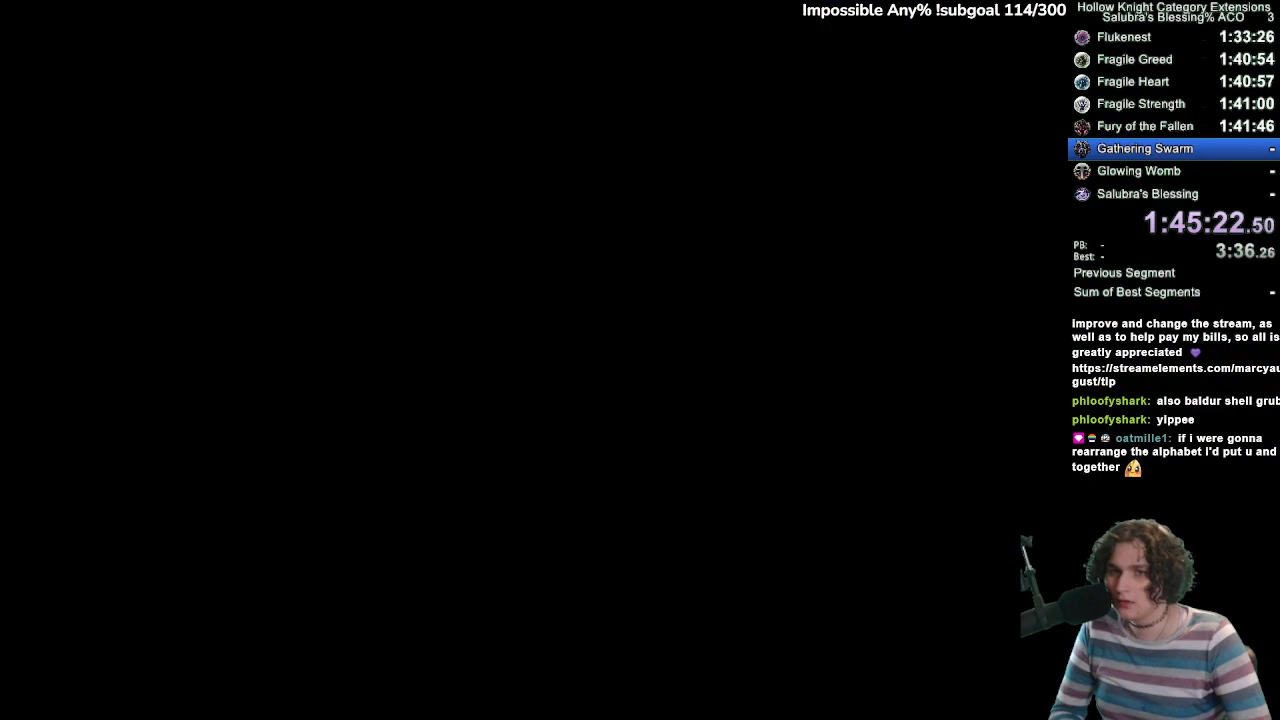 Impossible Any% !subgoal 114/300
Hollow Knight Category Extensions
Salubra's Blessing% ACO 3
Flukenest 1:33:26
Fragile Greed 1:40:54
Fragile Heart 1:40:57
Fragile Strength 1:41:00
Fury of the Fallen 1:41:46
Gathering Swarm -
Glowing Womb -
Salubra's Blessing -
1:45:22.50
PB: -
Best: -
3:36.26
Previous Segment
Sum of Best Segments -
Improve and change the stream, as
well as to help pay my bills, so all is
greatly appreciated
https://streamelements.com/marcyau
gust/tip
phloofyshark: also baldur shell grub
phloofyshark: yippee
oatmille1: if i were gonna
rearrange the alphabet i'd put u and
together